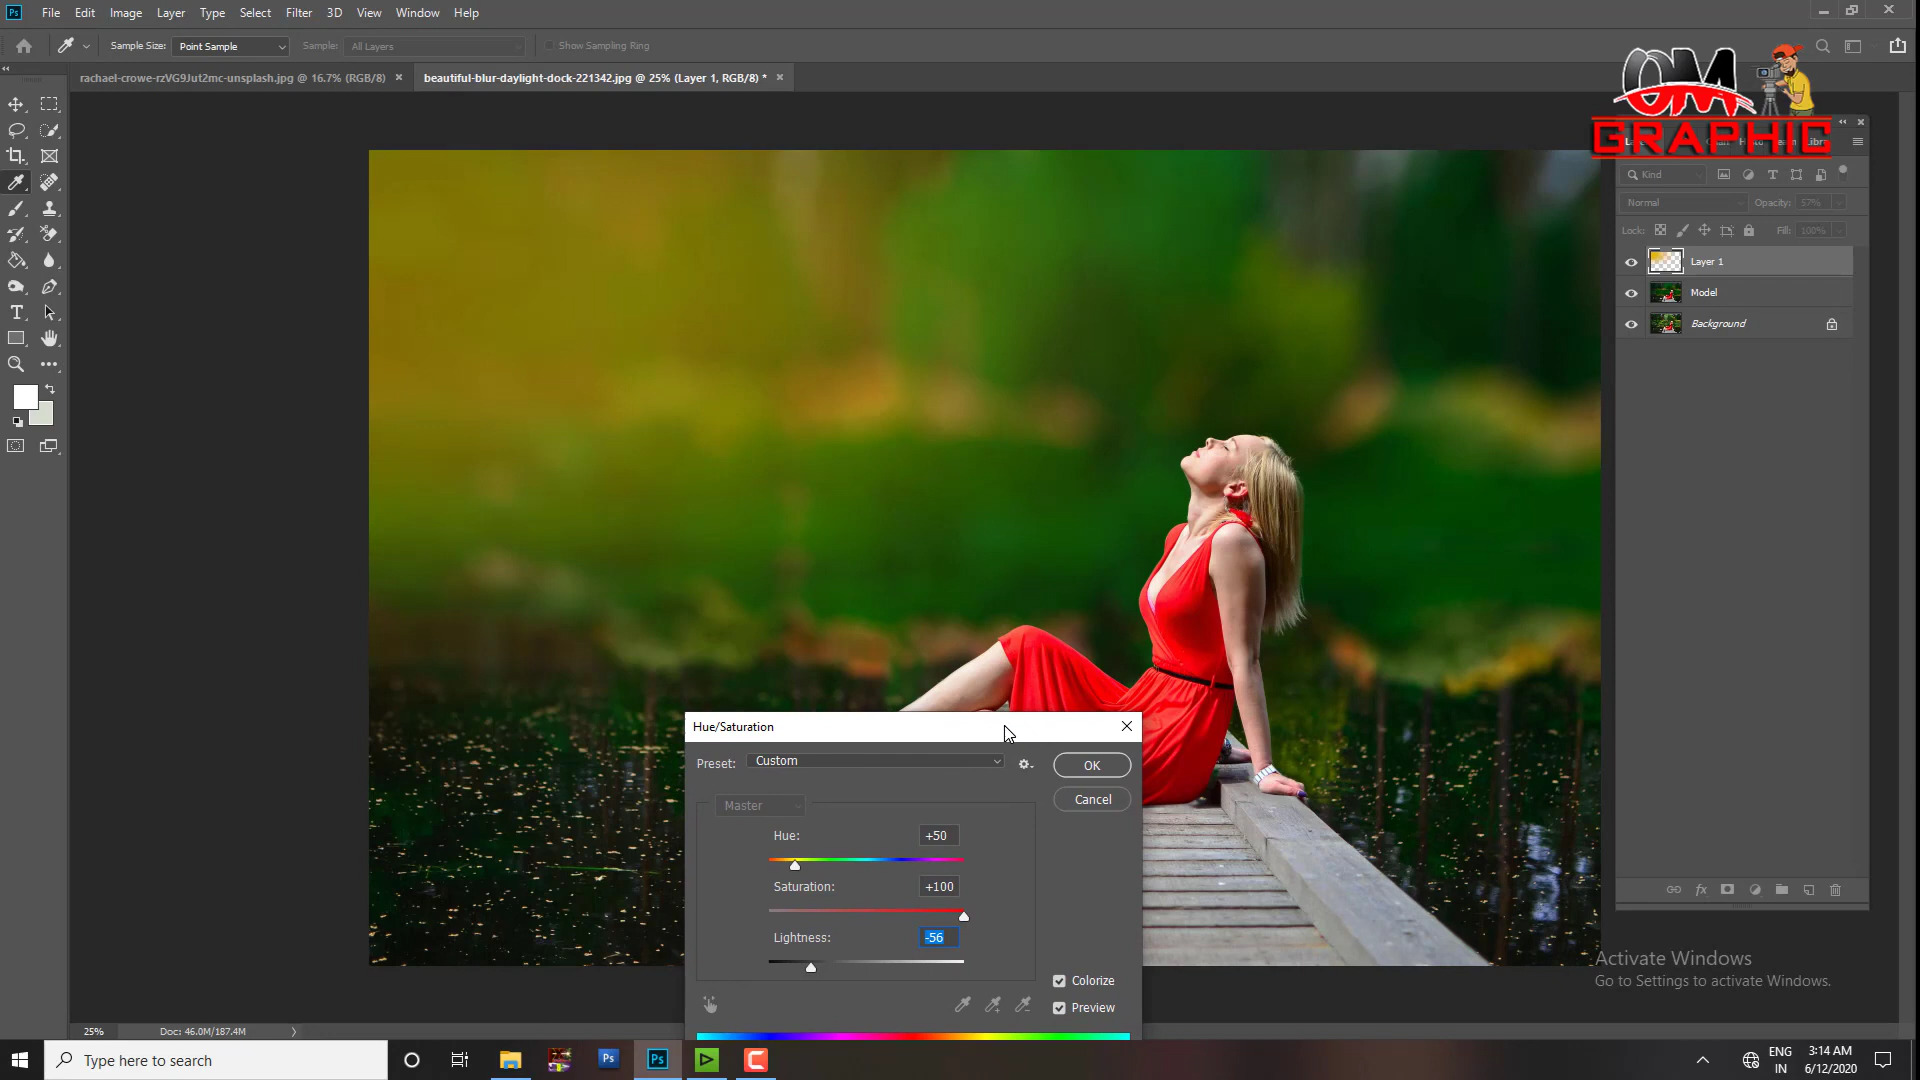 Ps File Edit Image Layer Type Select Filter 3D View Window Help
Sample Size: Point Sample Sample: All Layers Show Sampling Ring
rachael-crowe-rzVG9Jut2mc-unsplash.jpg @ 16.7% (RGB/8) × beautiful-blur-daylight-dock-221342.jpg @ 25% (Layer 1, RGB/8) * ×
OM
GRAPHIC
Kind
Normal Opacity: 57%
Lock: Fill: 100%
Layer 1
Model
Background
Hue/Saturation
Preset: Custom OK
Cancel
Master
Hue: +50
Saturation: +100
Lightness: -56
Colorize
Preview
Activate Windows
Go to Settings to activate Windows.
25% Doc: 46.0M/187.4M
Type here to search
Ps Ps
ENG
IN
3:14 AM
6/12/2020